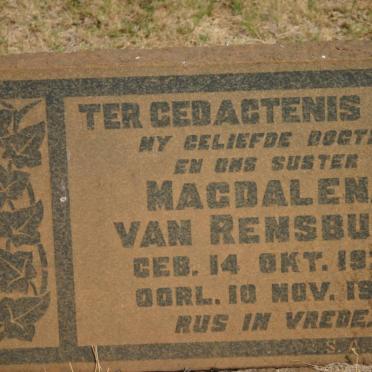 TER GEDAGTENIS
MY GELIEFDE DOGT
EN ONS SUSTER
MAGDALENA
VAN RENSBU
GEB. 14 OKT. 19
OORL. 10 NOV. 19
RUS IN VREDE
S A